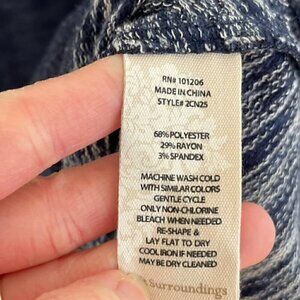 RN# 101206
MADE IN CHINA
STYLE# 2CN25
68% POLYESTER
29% RAYON
3% SPANDEX
MACHINE WASH COLD
WITH SIMILAR COLORS
GENTLE CYCLE
ONLY NON-CHLORINE
BLEACH WHEN NEEDED
RE-SHAPE &
LAY FLAT TO DRY
COOL IRON IF NEEDED
MAY BE DRY CLEANED
Surroundings